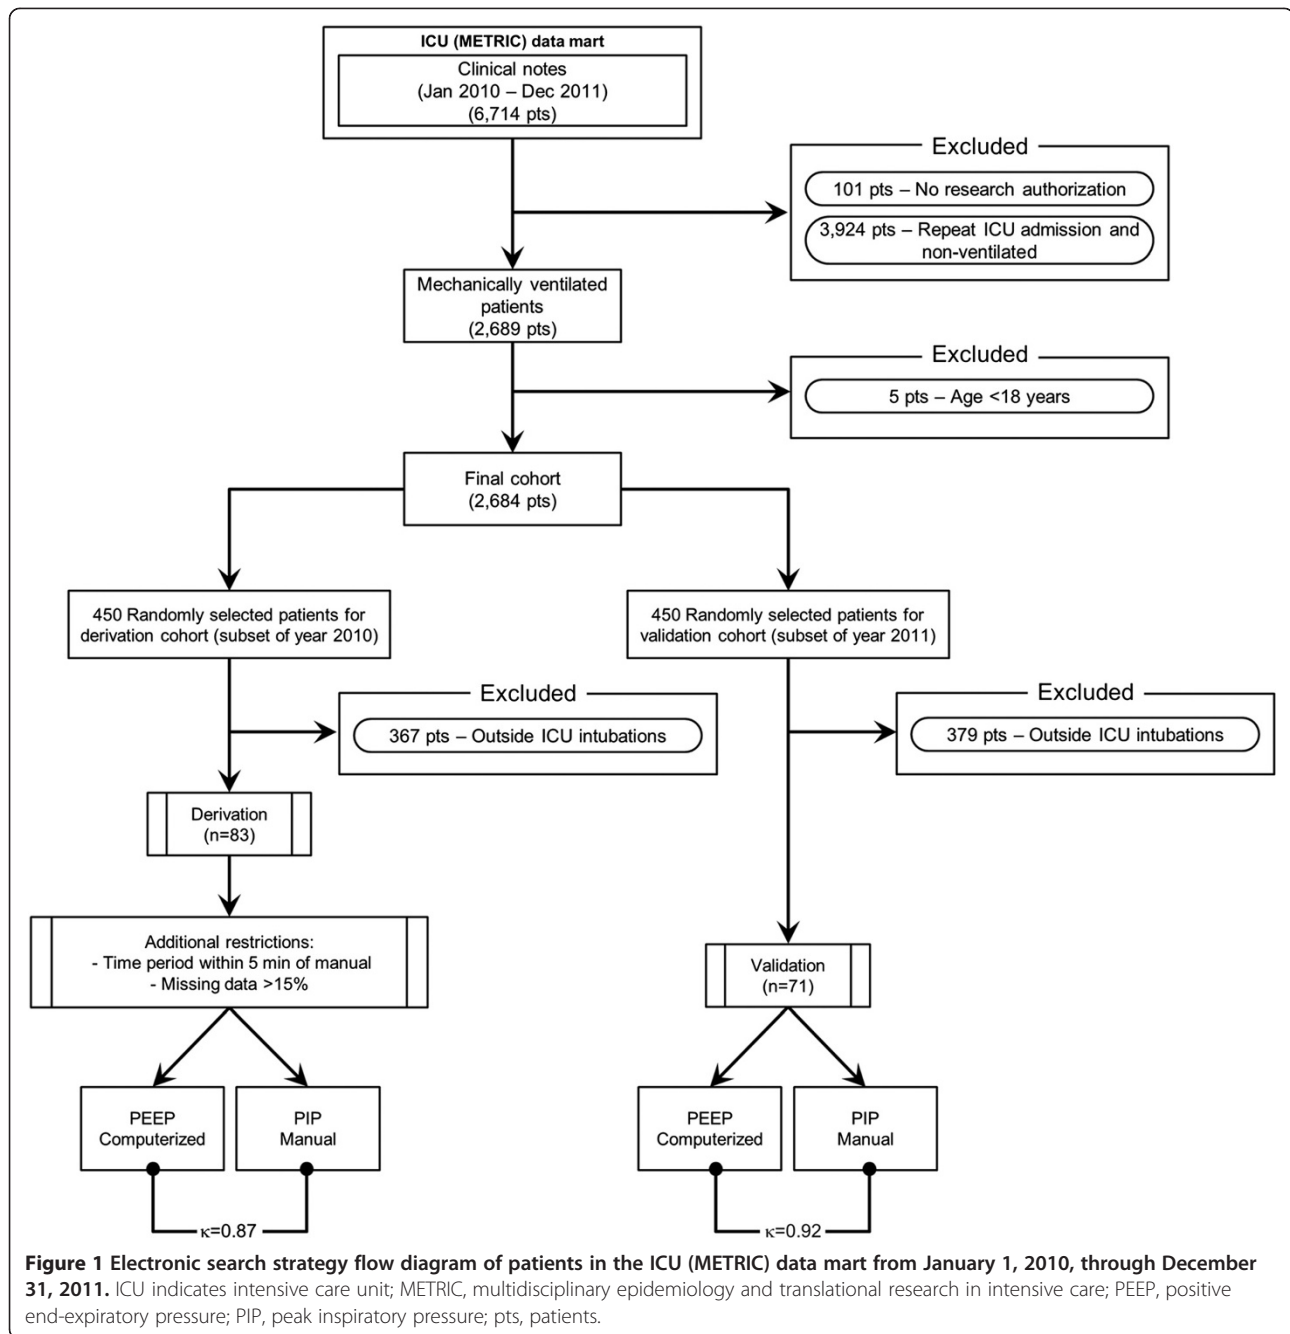 ICU (METRIC) data mart
Clinical notes
(Jan 2010 – Dec 2011)
(6,714 pts)
Excluded
101 pts – No research authorization
3,924 pts – Repeat ICU admission and
non-ventilated
Mechanically ventilated
patients
(2,689 pts)
Excluded
5 pts – Age <18 years
Final cohort
(2,684 pts)
450 Randomly selected patients for
derivation cohort (subset of year 2010)
450 Randomly selected patients for
validation cohort (subset of year 2011)
Excluded
367 pts – Outside ICU intubations
Excluded
379 pts – Outside ICU intubations
Derivation
(n=83)
Additional restrictions:
- Time period within 5 min of manual
- Missing data >15%
Validation
(n=71)
PEEP
Computerized
PIP
Manual
PEEP
Computerized
PIP
Manual
κ=0.87
κ=0.92
Figure 1 Electronic search strategy flow diagram of patients in the ICU (METRIC) data mart from January 1, 2010, through December
31, 2011. ICU indicates intensive care unit; METRIC, multidisciplinary epidemiology and translational research in intensive care; PEEP, positive
end-expiratory pressure; PIP, peak inspiratory pressure; pts, patients.